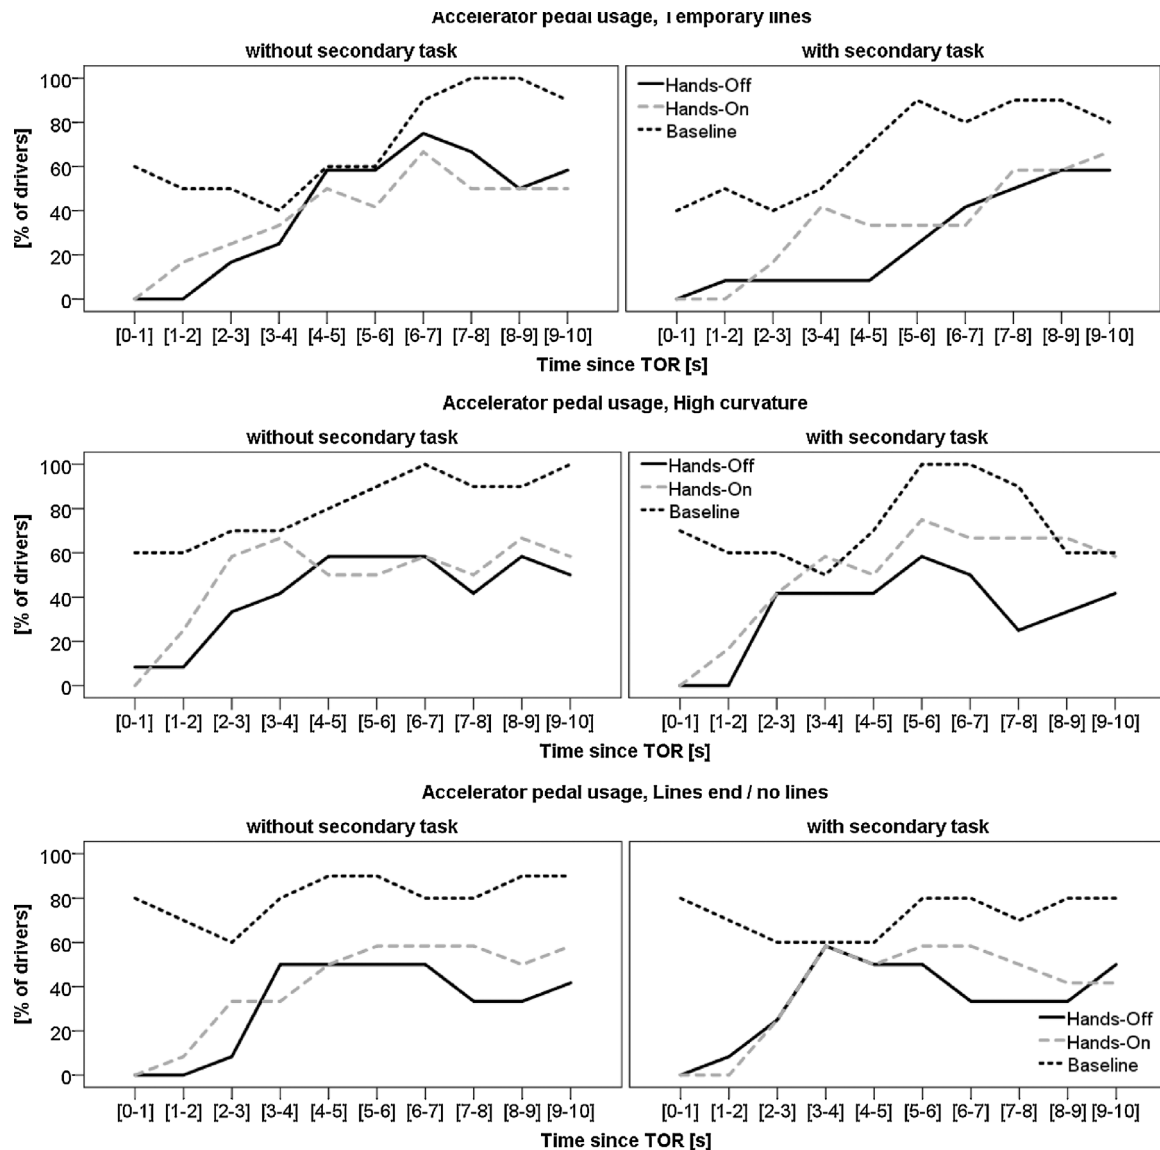 Accelerator pedal usage, Temporary lines
without secondary task
with secondary task
[% of drivers]
100
80
60
40
20
0
Hands-Off
Hands-On
Baseline
[0-1] [1-2] [2-3] [3-4] [4-5] [5-6] [6-7] [7-8] [8-9] [9-10]
[0-1] [1-2] [2-3] [3-4] [4-5] [5-6] [6-7] [7-8] [8-9] [9-10]
Time since TOR [s]
Accelerator pedal usage, High curvature
without secondary task
with secondary task
[% of drivers]
100
80
60
40
20
0
Hands-Off
Hands-On
Baseline
[0-1] [1-2] [2-3] [3-4] [4-5] [5-6] [6-7] [7-8] [8-9] [9-10]
[0-1] [1-2] [2-3] [3-4] [4-5] [5-6] [6-7] [7-8] [8-9] [9-10]
Time since TOR [s]
Accelerator pedal usage, Lines end / no lines
without secondary task
with secondary task
[% of drivers]
100
80
60
40
20
0
Hands-Off
Hands-On
Baseline
[0-1] [1-2] [2-3] [3-4] [4-5] [5-6] [6-7] [7-8] [8-9] [9-10]
[0-1] [1-2] [2-3] [3-4] [4-5] [5-6] [6-7] [7-8] [8-9] [9-10]
Time since TOR [s]